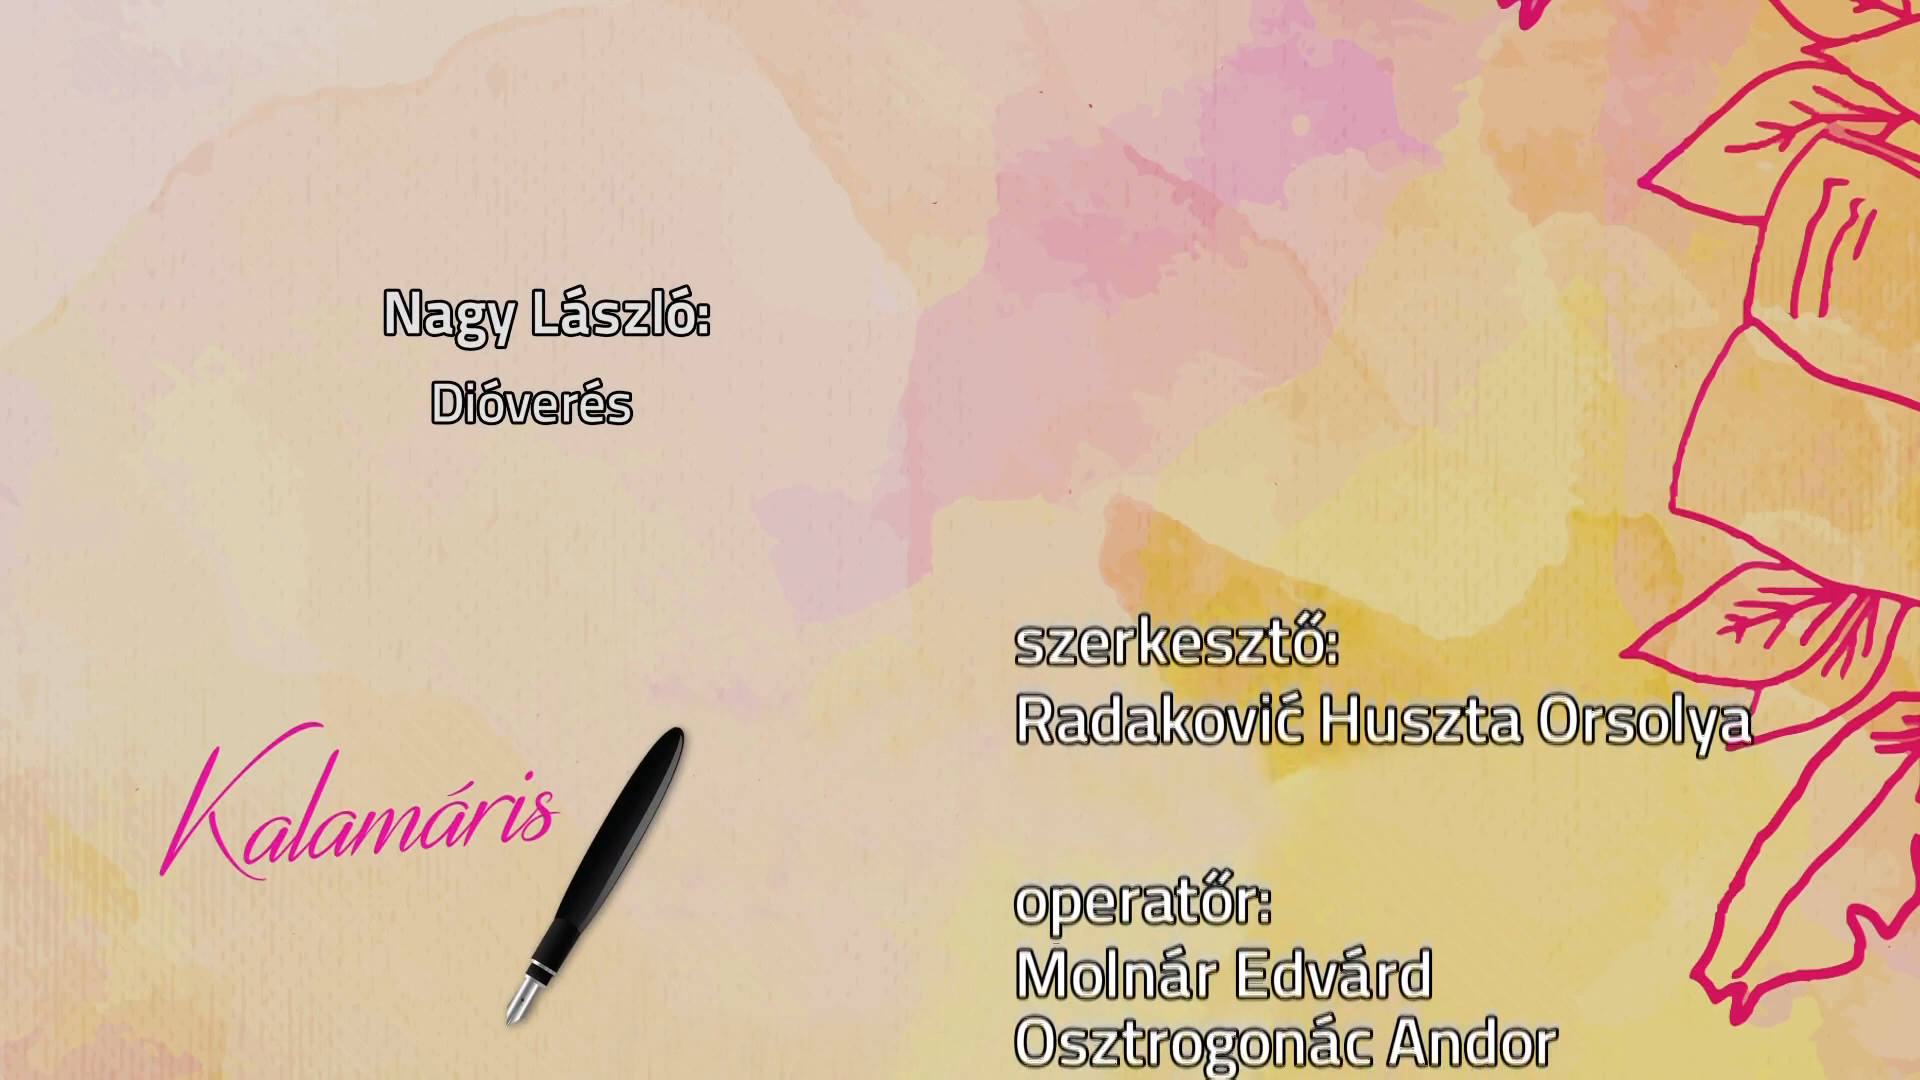 Nagy László:
Dióverés
Kalamáris
szerkesztő:
Radaković Huszta Orsolya
operatőr:
Molnár Edvárd
Osztrogonác Andor